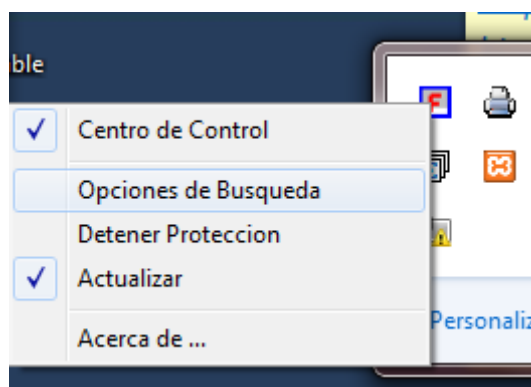 ble
Centro de Control
Opciones de Busqueda
Detener Proteccion
Actualizar
Acerca de ...
Personaliz